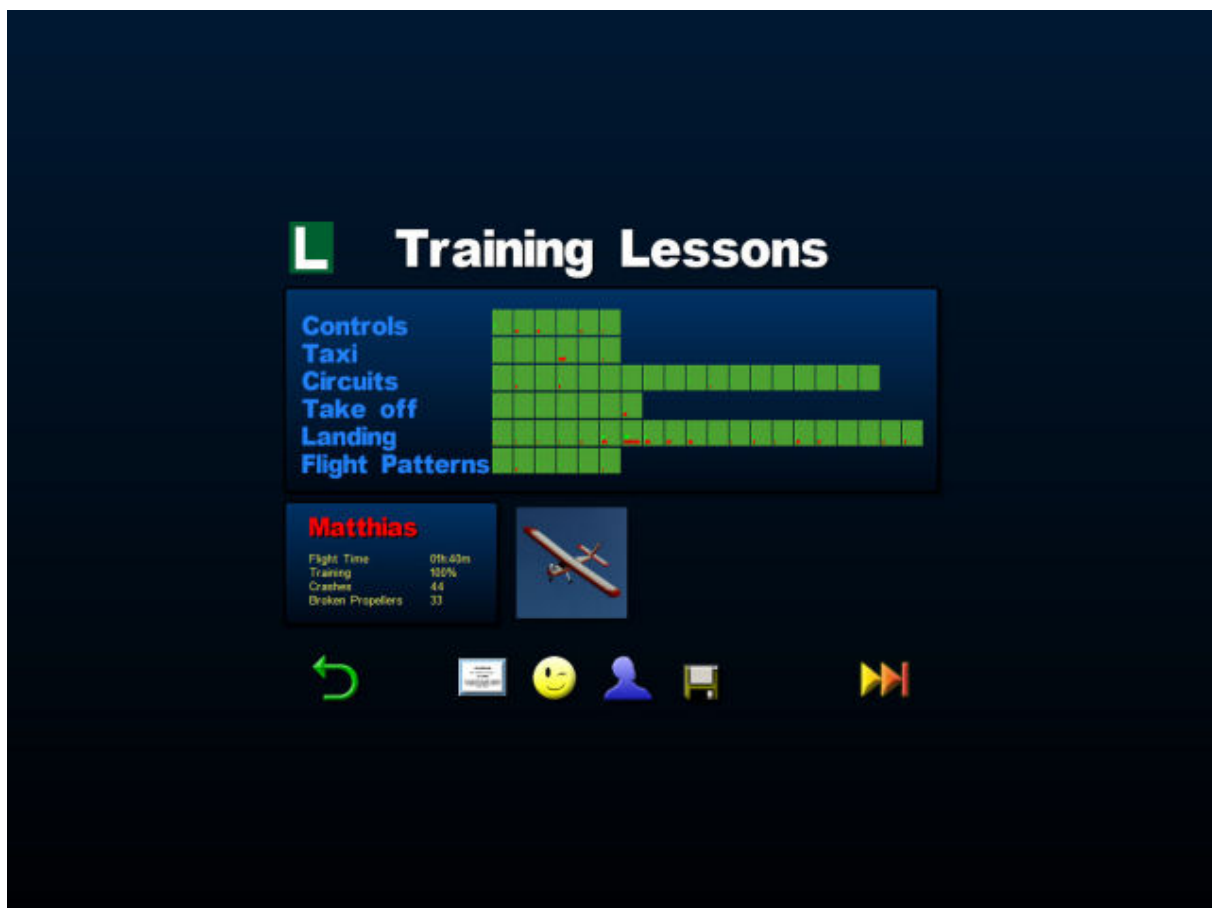 L Training Lessons
Controls
Taxi
Circuits
Take off
Landing
Flight Patterns
Matthias
Flight Time 01h:40m
Training 100%
Crashes 44
Broken Propellers 33